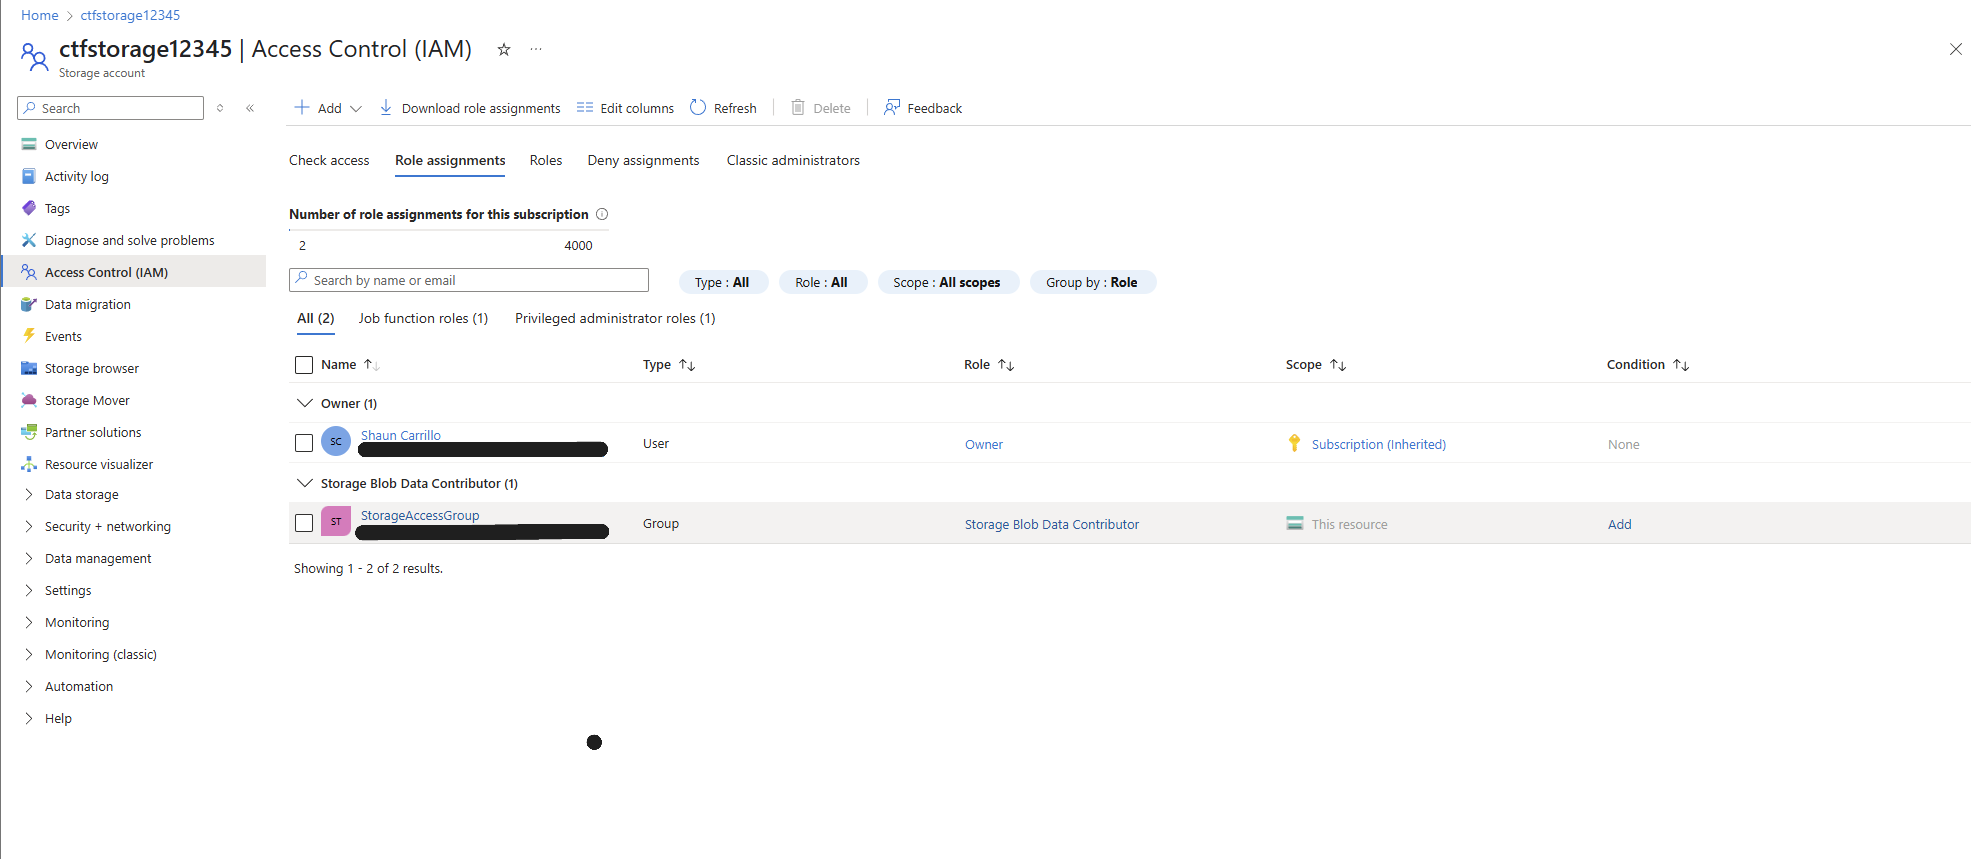 Home > ctfstorage12345
ctfstorage12345 | Access Control (IAM) ☆ ···
Storage account
Search
Overview
Activity log
Tags
Diagnose and solve problems
Access Control (IAM)
Data migration
Events
Storage browser
Storage Mover
Partner solutions
Resource visualizer
Data storage
Security + networking
Data management
Settings
Monitoring
Monitoring (classic)
Automation
Help
Add Download role assignments Edit columns Refresh Delete Feedback
Check access Role assignments Roles Deny assignments Classic administrators
Number of role assignments for this subscription
2 4000
Search by name or email Type : All Role : All Scope : All scopes Group by : Role
All (2) Job function roles (1) Privileged administrator roles (1)
Name ↑↓ Type ↑↓ Role ↑↓ Scope ↑↓ Condition ↑↓
Owner (1)
SC Shaun Carrillo User Owner Subscription (Inherited) None
Storage Blob Data Contributor (1)
ST StorageAccessGroup Group Storage Blob Data Contributor This resource Add
Showing 1 - 2 of 2 results.